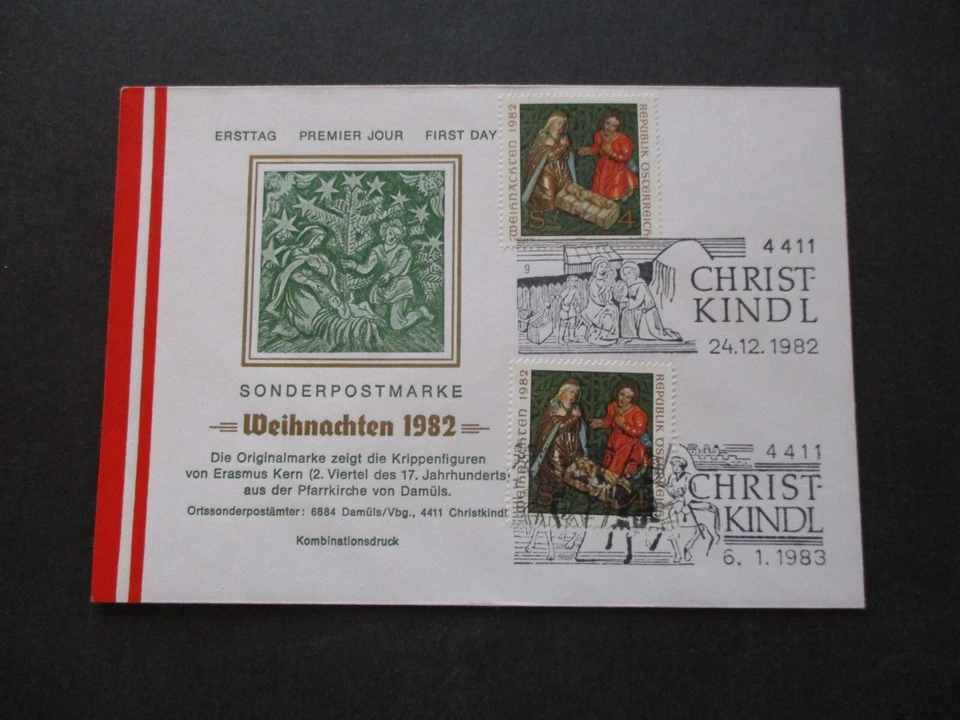 ERSTTAG PREMIER JOUR FIRST DAY
SONDERPOSTMARKE
Weihnachten 1982
Die Originalmarke zeigt die Krippenfiguren
von Erasmus Kern (2. Viertel des 17. Jahrhunderts
aus der Pfarrkirche von Damüls.
Ortssonderpostämter: 6884 Damüls/Vbg., 4411 Christkindl
Kombinationsdruck
WEIHNACHTEN 1982
REPUBLIK ÖSTERREICH
S 4
9
4411
CHRIST-
KINDL
24.12.1982
WEIHNACHTEN 1982
REPUBLIK ÖSTERREICH
S 4
4411
CHRIST-
KINDL
6. 1. 1983